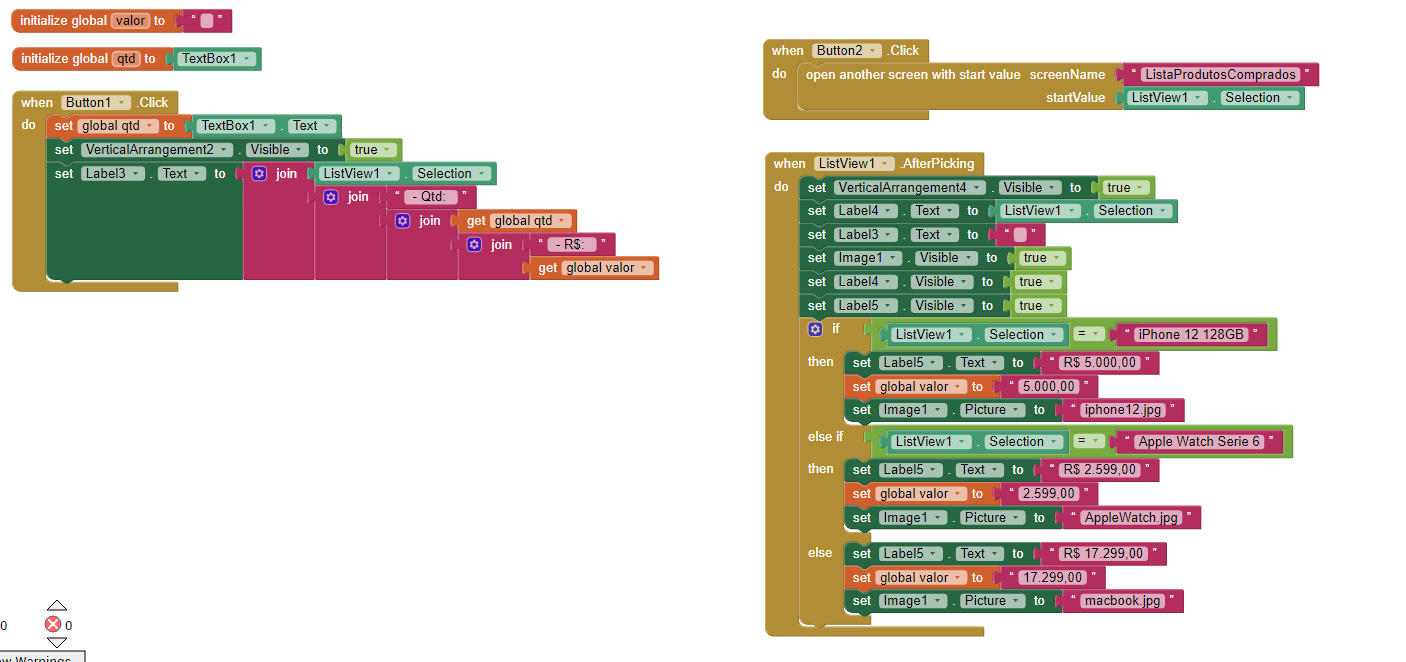 initialize global valor to “ ”
initialize global qtd to TextBox1
when Button1 .Click
do set global qtd to TextBox1 . Text
set VerticalArrangement2 . Visible to true
set Label3 . Text to join ListView1 . Selection
join “ - Qtd: ”
join get global qtd
join “ - R$: ”
get global valor
0
0
when Button2 .Click
do open another screen with start value screenName “ ListaProdutosComprados ”
startValue ListView1 . Selection
when ListView1 .AfterPicking
do set VerticalArrangement4 . Visible to true
set Label4 . Text to ListView1 . Selection
set Label3 . Text to “ ”
set Image1 . Visible to true
set Label4 . Visible to true
set Label5 . Visible to true
if ListView1 . Selection = “ iPhone 12 128GB ”
then set Label5 . Text to “ R$ 5.000,00 ”
set global valor to “ 5.000,00 ”
set Image1 . Picture to “ iphone12.jpg ”
else if ListView1 . Selection = “ Apple Watch Serie 6 ”
then set Label5 . Text to “ R$ 2.599,00 ”
set global valor to “ 2.599,00 ”
set Image1 . Picture to “ AppleWatch.jpg ”
else set Label5 . Text to “ R$ 17.299,00 ”
set global valor to “ 17.299,00 ”
set Image1 . Picture to “ macbook.jpg ”